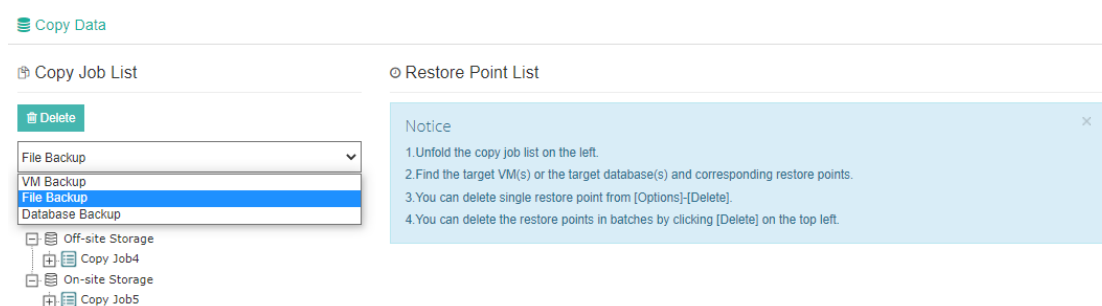 Copy Data
Copy Job List
Delete
File Backup
VM Backup
File Backup
Database Backup
Off-site Storage
Copy Job4
On-site Storage
Copy Job5
Restore Point List
Notice
1.Unfold the copy job list on the left.
2.Find the target VM(s) or the target database(s) and corresponding restore points.
3.You can delete single restore point from [Options]-[Delete].
4.You can delete the restore points in batches by clicking [Delete] on the top left.